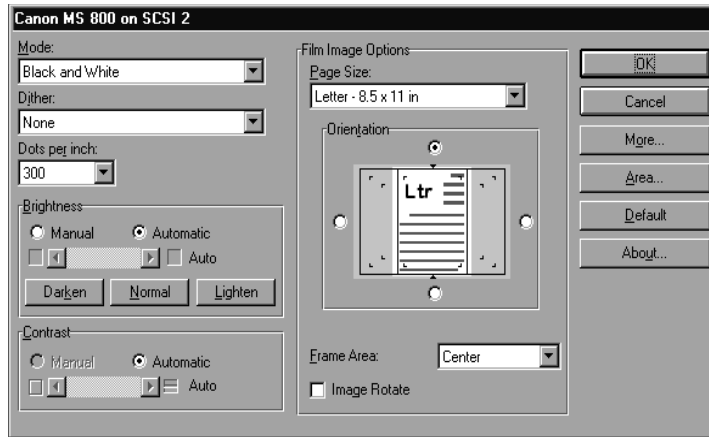 Canon MS 800 on SCSI 2
Mode:
Black and White
Dither:
None
Dots per inch:
300
Brightness
Manual
Automatic
Auto
Darken
Normal
Lighten
Contrast
Manual
Automatic
Auto
Film Image Options
Page Size:
Letter - 8.5 x 11 in
Orientation
Ltr
Frame Area:
Center
Image Rotate
OK
Cancel
More...
Area...
Default
About...